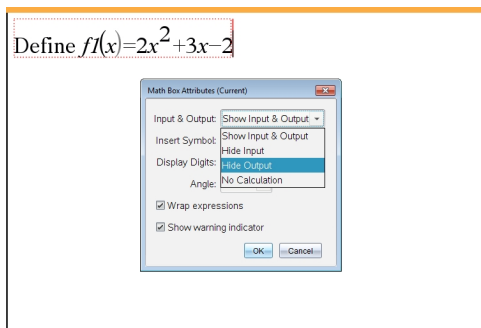 Define f1(x)=2x²+3x−2
Math Box Attributes (Current)
Input & Output: Show Input & Output
Show Input & Output
Insert Symbol:
Hide Input
Display Digits: Hide Output
Angle: No Calculation
Wrap expressions
Show warning indicator
OK Cancel